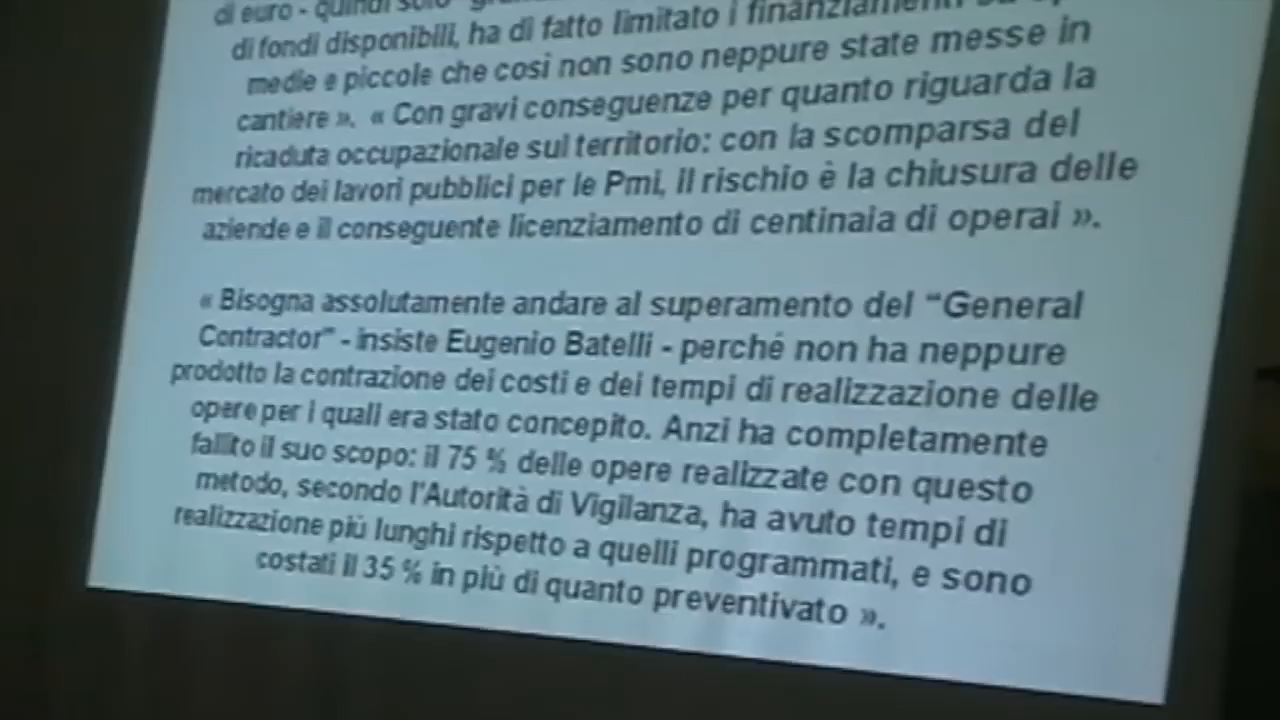 di euro - quindi solo
di fondi disponibili, ha di fatto limitato i finanziamenti
medie e piccole che così non sono neppure state messe in
cantiere ». « Con gravi conseguenze per quanto riguarda la
ricaduta occupazionale sul territorio: con la scomparsa del
mercato dei lavori pubblici per le Pmi, il rischio è la chiusura delle
aziende e il conseguente licenziamento di centinaia di operai ».
« Bisogna assolutamente andare al superamento del “General
Contractor” - insiste Eugenio Batelli - perché non ha neppure
prodotto la contrazione dei costi e dei tempi di realizzazione delle
opere per i quali era stato concepito. Anzi ha completamente
fallito il suo scopo: il 75 % delle opere realizzate con questo
metodo, secondo l'Autorità di Vigilanza, ha avuto tempi di
realizzazione più lunghi rispetto a quelli programmati, e sono
costati il 35 % in più di quanto preventivato ».